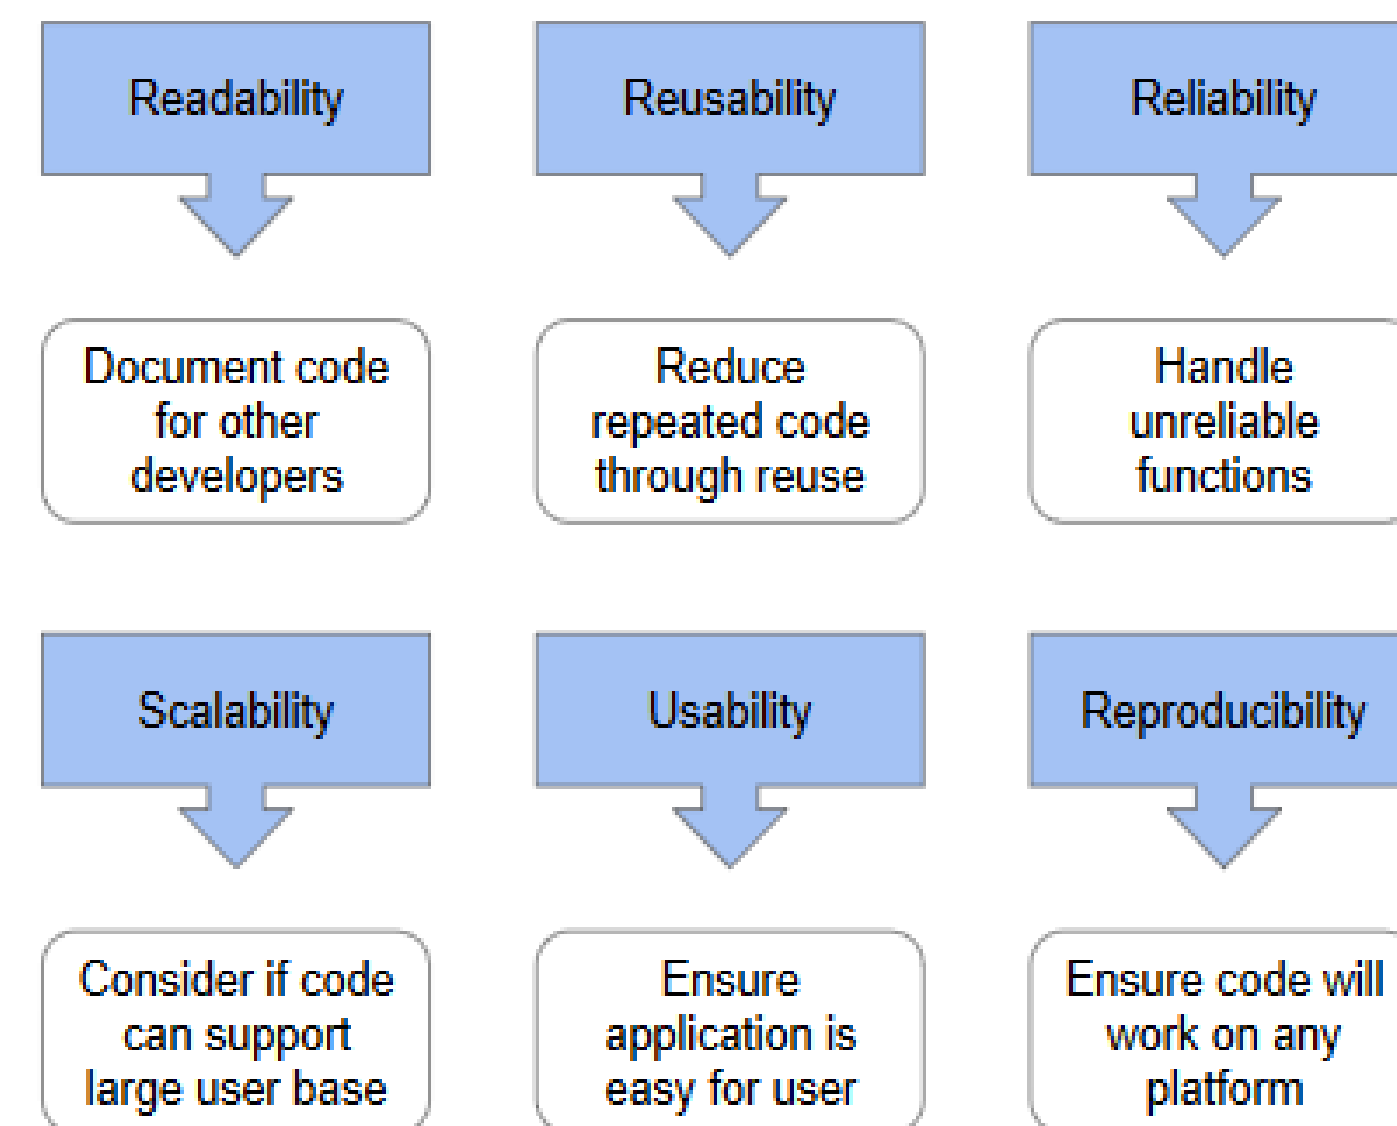 Readability
Reusability
Reliability
Document code
for other
developers
Reduce
repeated code
through reuse
Handle
unreliable
functions
Scalability
Usability
Reproducibility
Consider if code
can support
large user base
Ensure
application is
easy for user
Ensure code will
work on any
platform